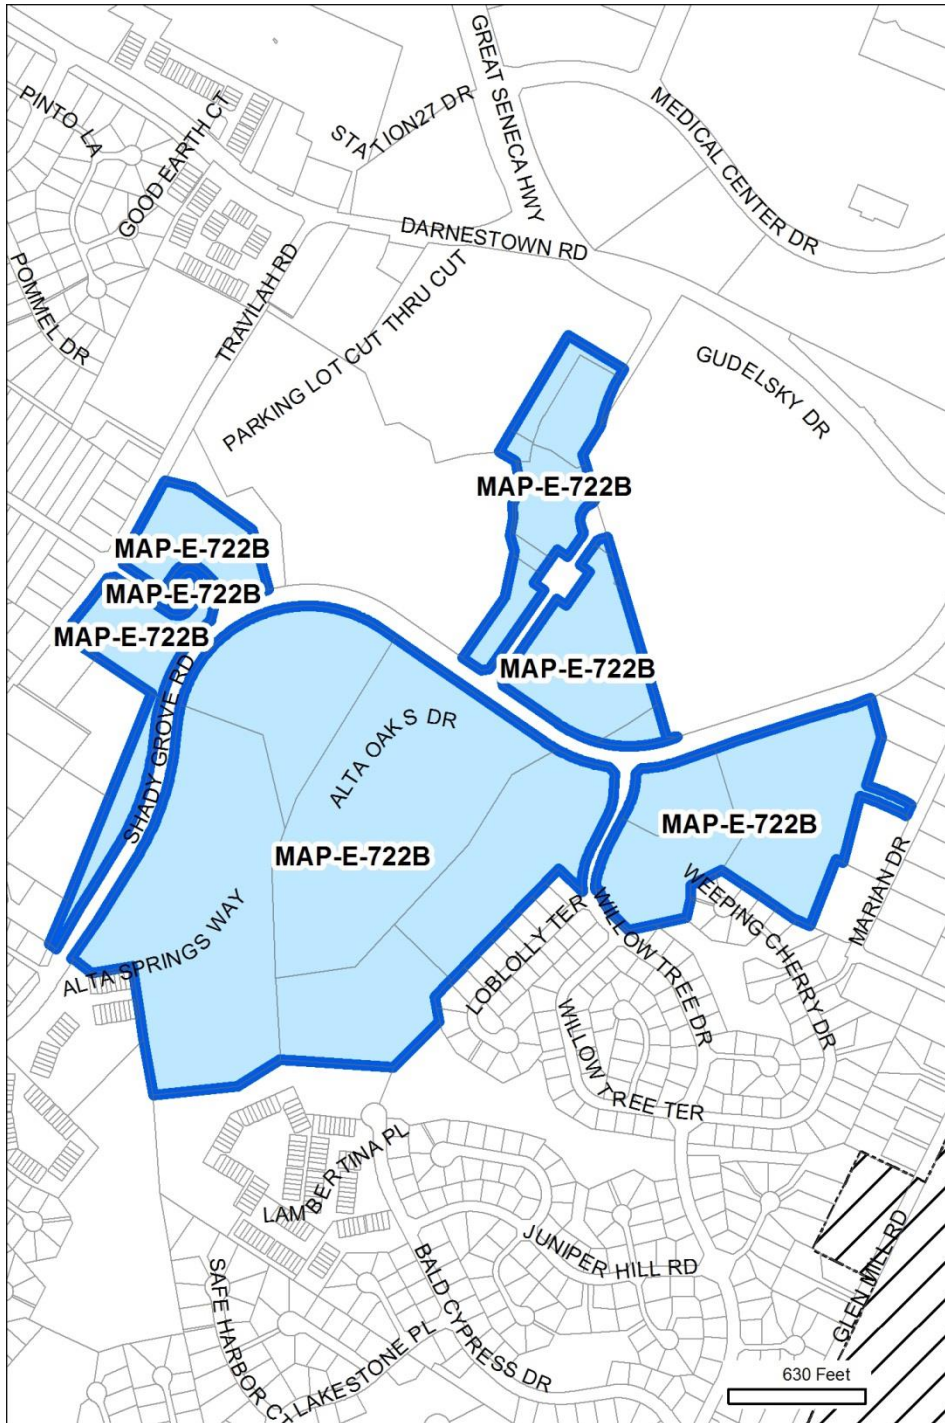 GREAT SENECA HWY
PINTO LA
GOOD EARTH CT
STATION27 DR
MEDICAL CENTER DR
DARNESTOWN RD
POMMEL DR
TRAVILAH RD
PARKING LOT CUT THRU CUT
GUDELSKY DR
MAP-E-722B
MAP-E-722B
MAP-E-722B
MAP-E-722B
MAP-E-722B
SHADY GROVE RD
ALTA OAKS DR
MAP-E-722B
MAP-E-722B
MARIAN DR
WEEPING CHERRY DR
ALTA SPRINGS WAY
LOBLOLLY TER
WILLOW TREE DR
WILLOW TREE TER
LAMBERTINA PL
JUNIPER HILL RD
GLEN MILL RD
SAFE HARBOR CT
BALD CYPRESS DR
LAKESTONE PL
630 Feet